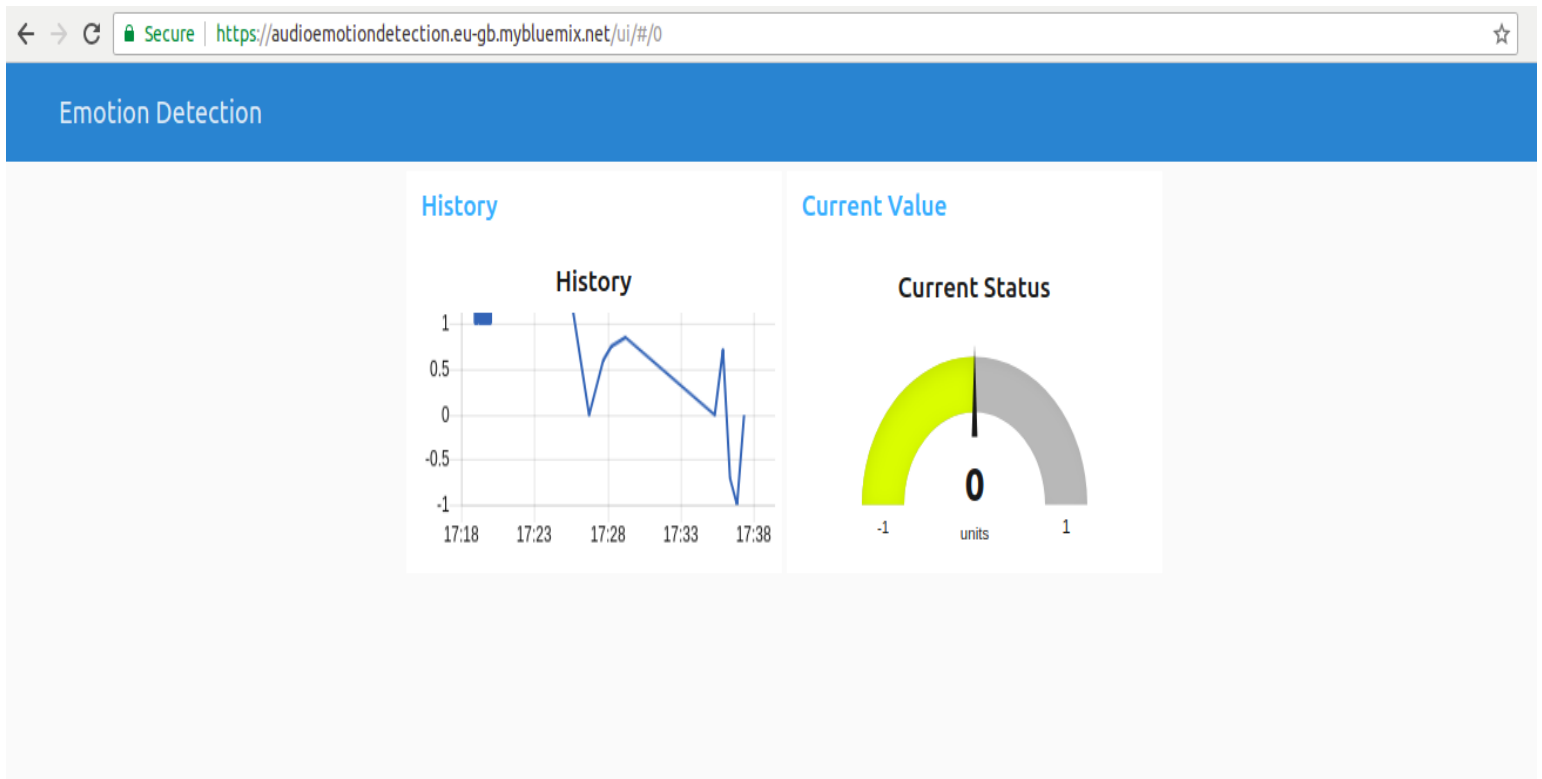 Secure | https://audioemotiondetection.eu-gb.mybluemix.net/ui/#/0
Emotion Detection
History
History
1
0.5
0
-0.5
-1
17:18 17:23 17:28 17:33 17:38
Current Value
Current Status
0
-1 units 1